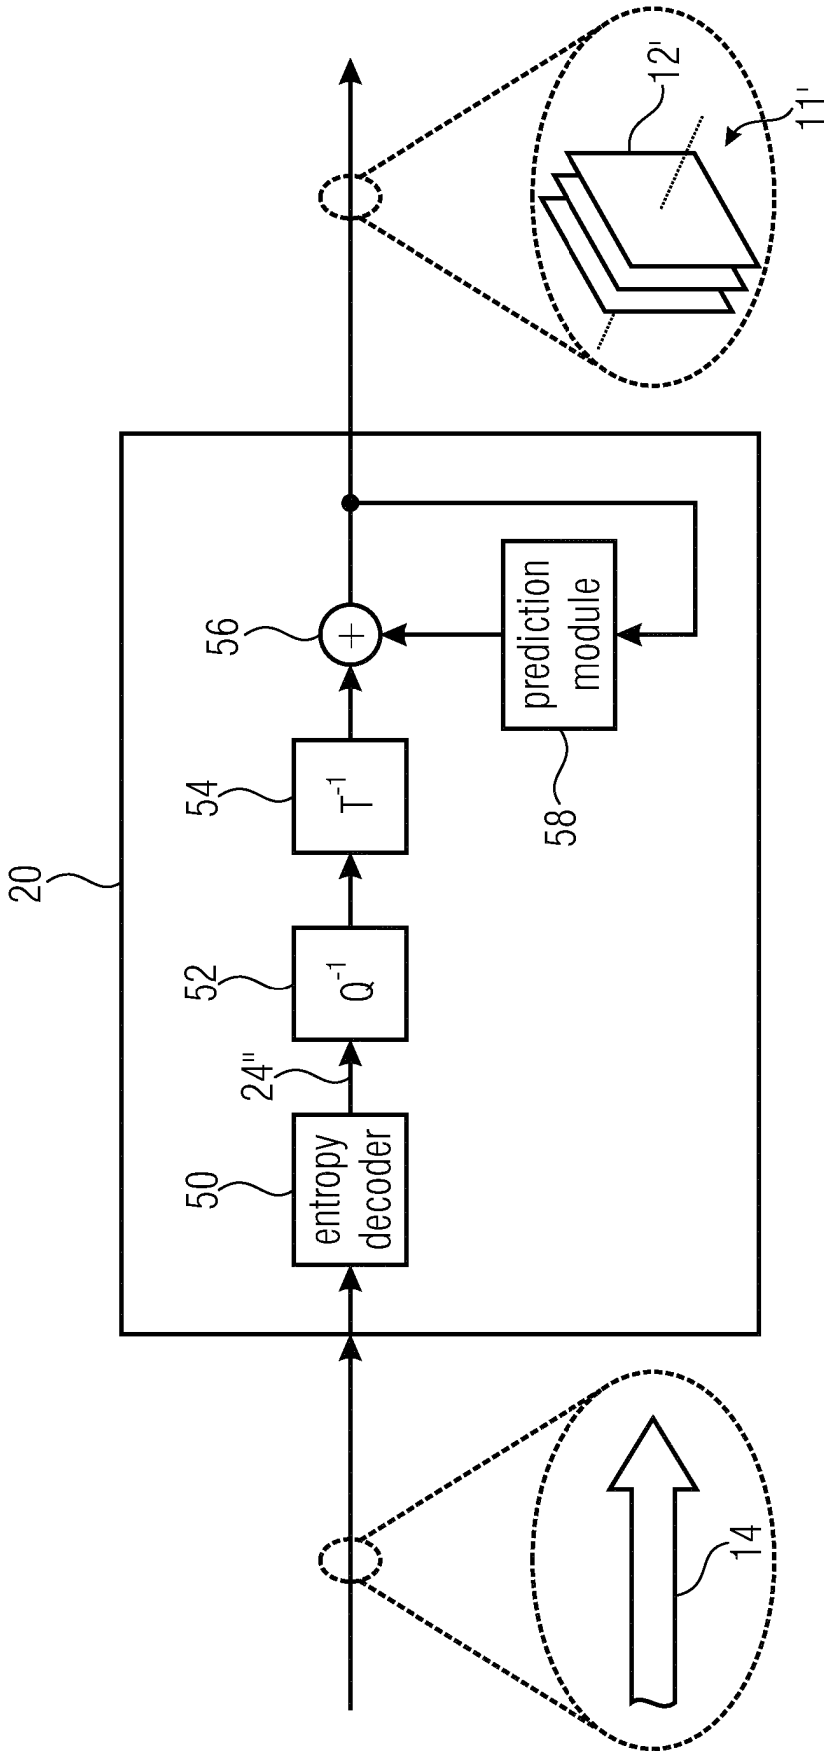 20
50
entropy
decoder
24"
52
Q⁻¹
54
T⁻¹
56
+
58
prediction
module
14
12'
11'